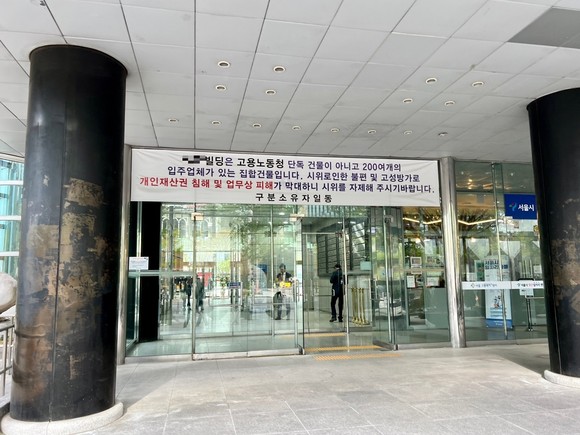 빌딩은 고용노동청 단독 건물이 아니고 200여개의
입주업체가 있는 집합건물입니다. 시위로인한 불편 및 고성방가로
개인재산권 침해 및 업무상 피해가 막대하니 시위를 자제해 주시기바랍니다.
구분소유자일동
서울시